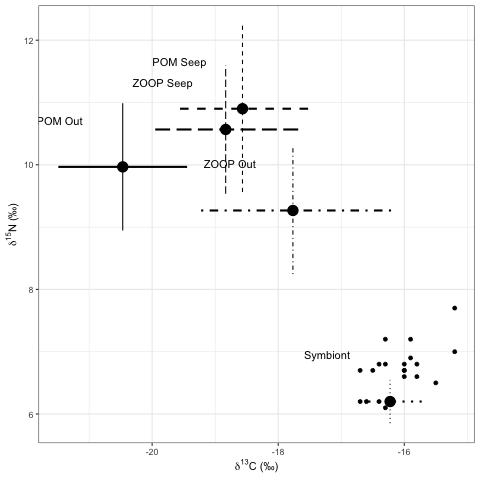 12
10
8
6
δ15N (‰)
POM Seep
ZOOP Seep
POM Out
ZOOP Out
Symbiont
-20
-18
-16
δ13C (‰)